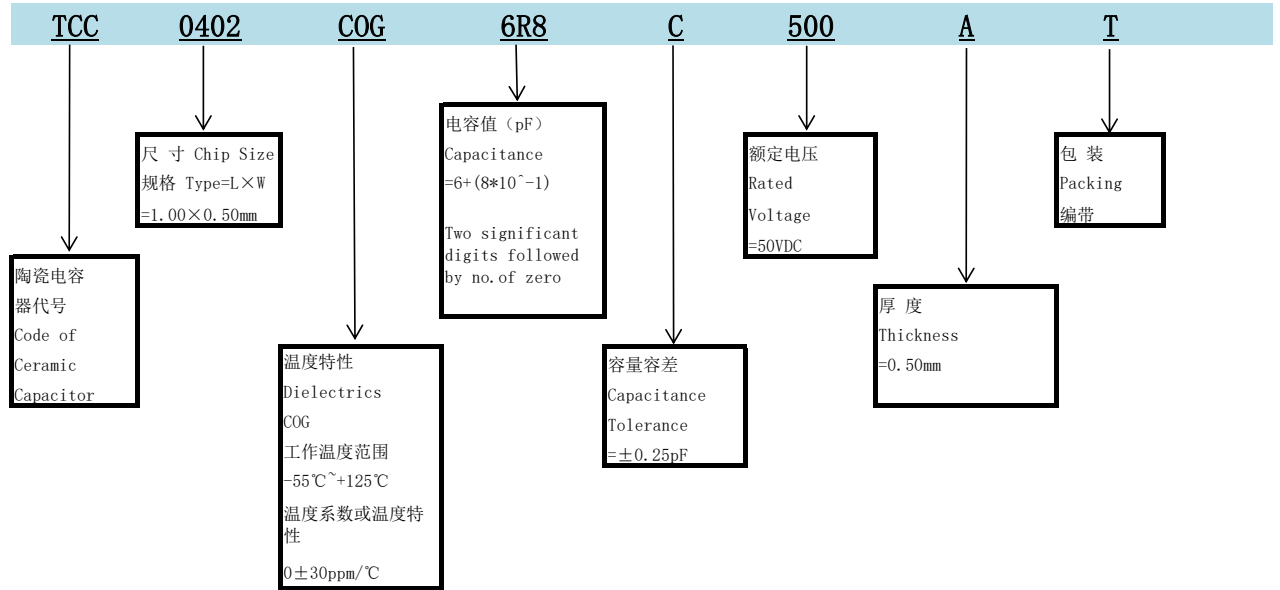 TCC 0402 COG 6R8 C 500 A T
陶瓷电容
器代号
Code of
Ceramic
Capacitor
尺 寸 Chip Size
规格 Type=L×W
=1.00×0.50mm
温度特性
Dielectrics
COG
工作温度范围
-55℃~+125℃
温度系数或温度特
性
0±30ppm/℃
电容值（pF）
Capacitance
=6+(8*10^-1)
Two significant
digits followed
by no.of zero
容量容差
Capacitance
Tolerance
=±0.25pF
额定电压
Rated
Voltage
=50VDC
厚 度
Thickness
=0.50mm
包 装
Packing
编带